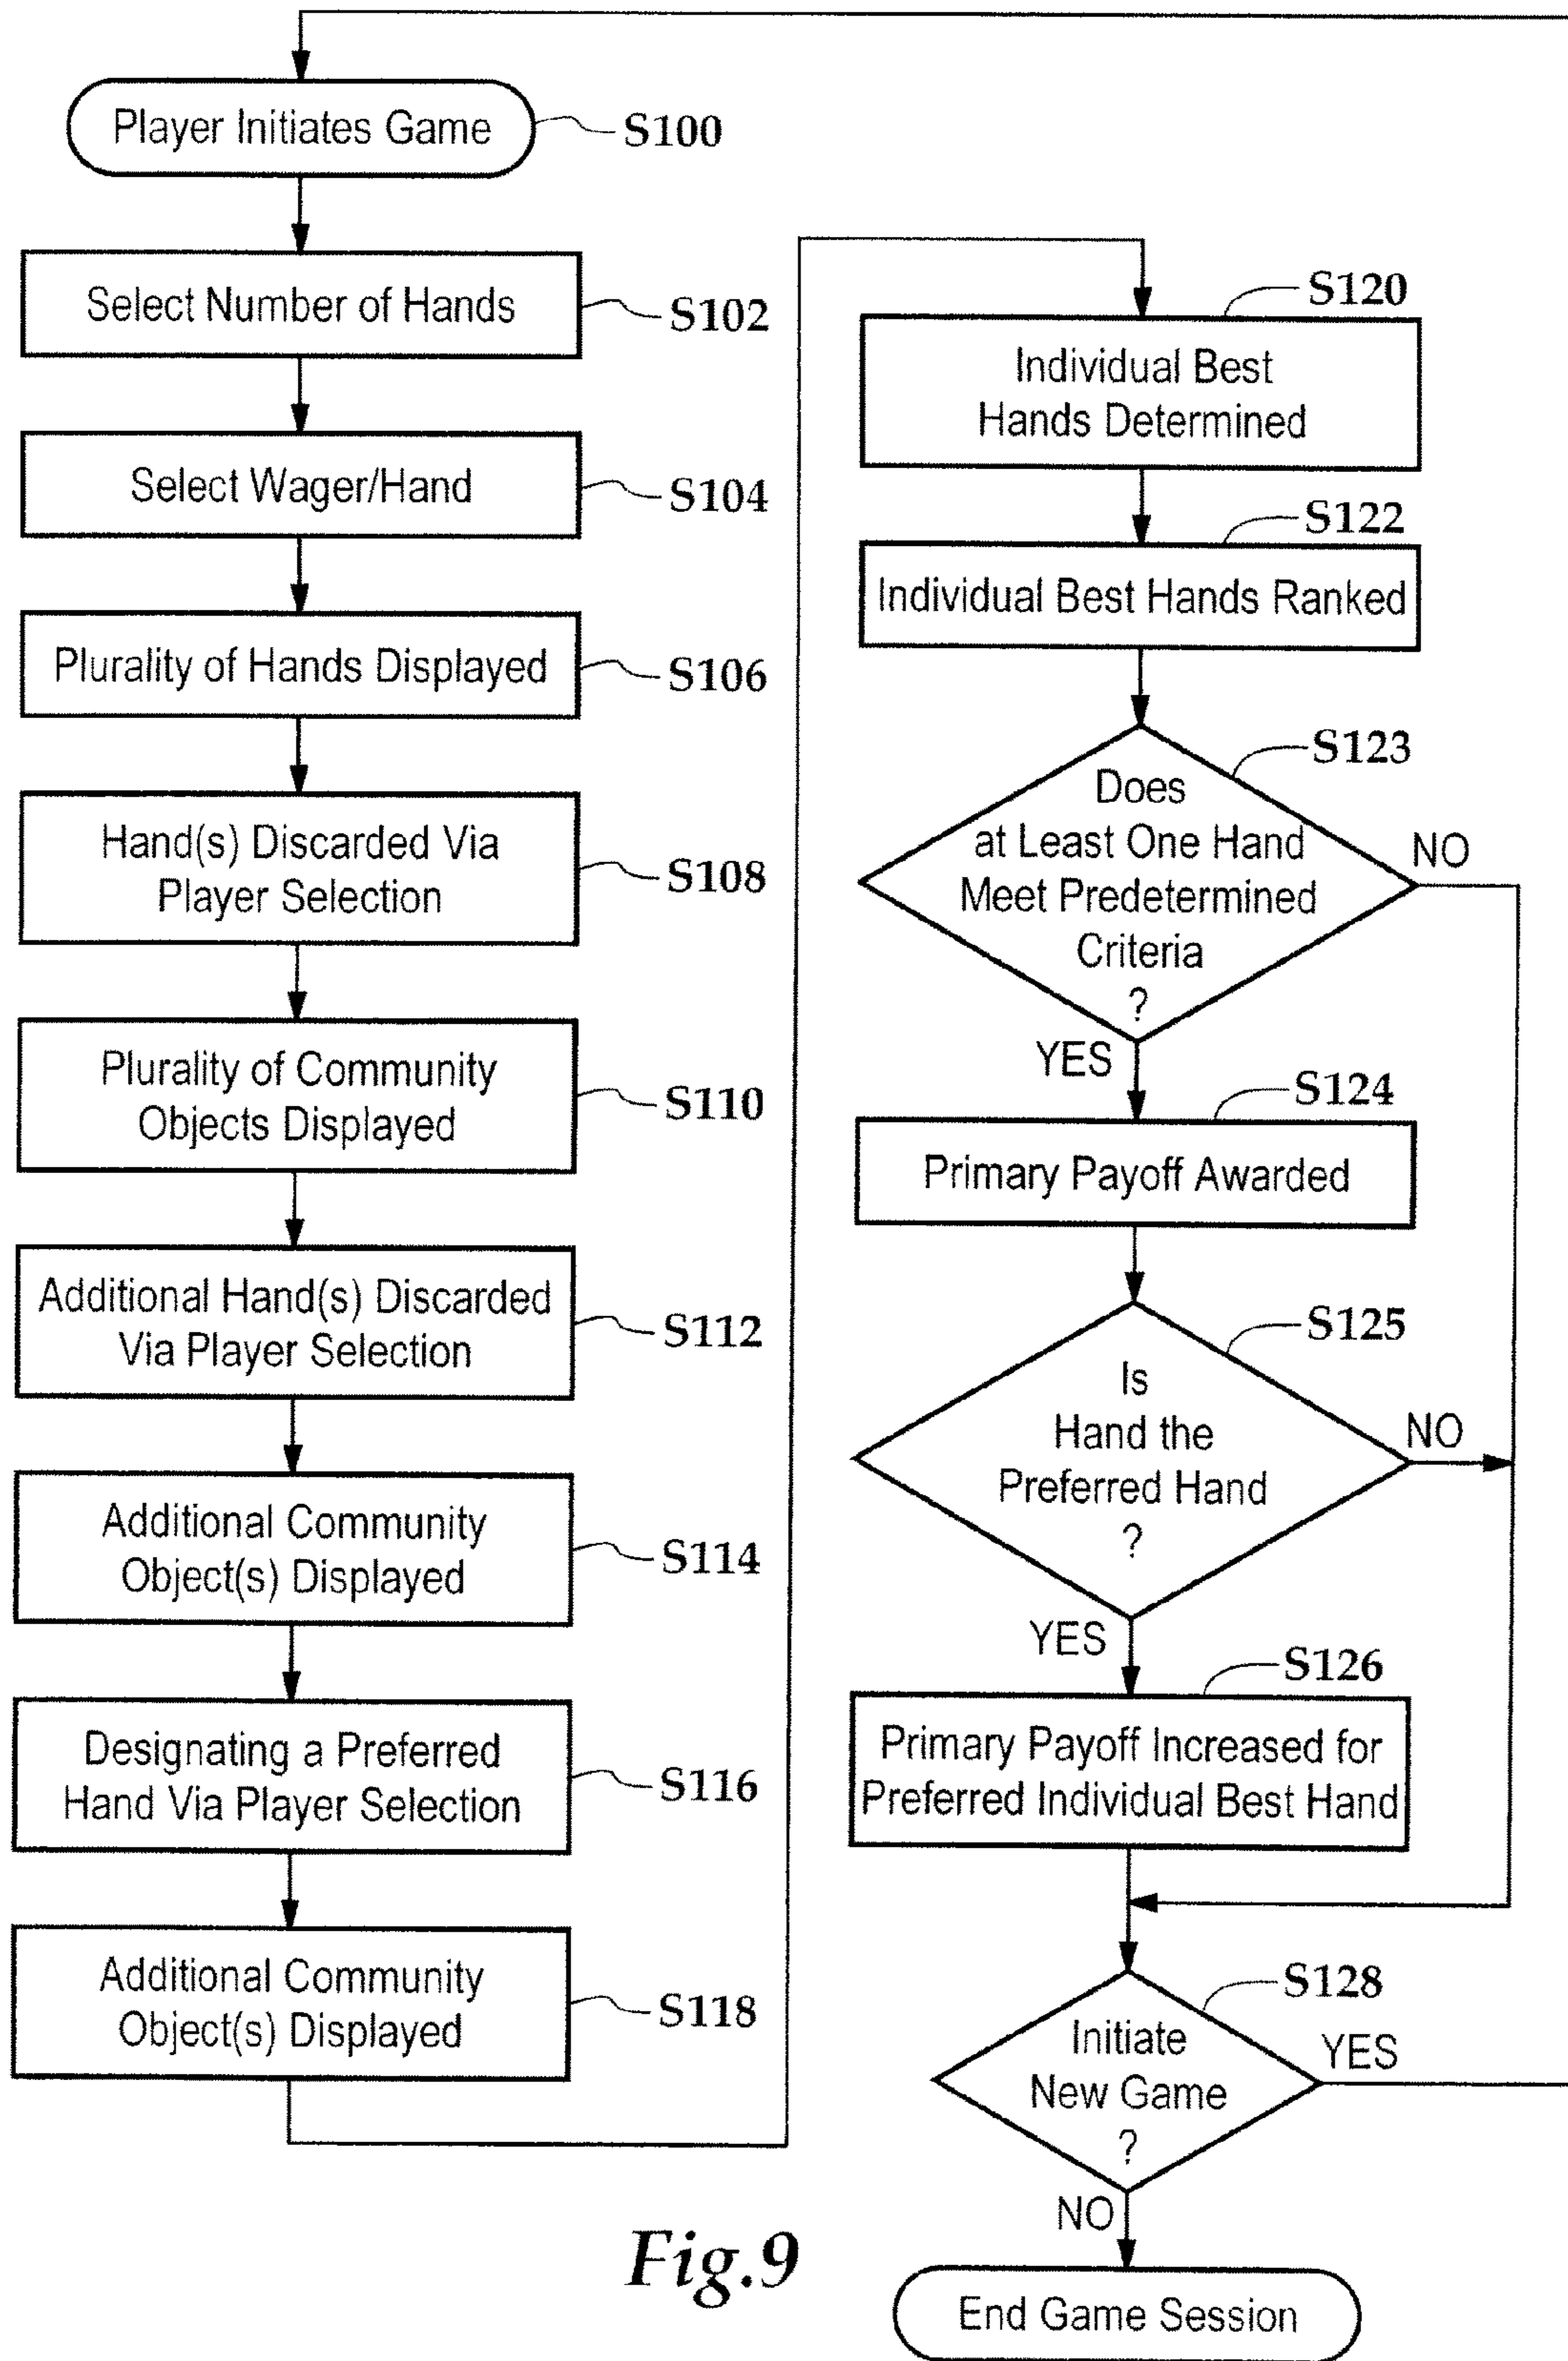 Player Initiates Game
S100
Select Number of Hands
S102
Select Wager/Hand
S104
Plurality of Hands Displayed
S106
Hand(s) Discarded Via
Player Selection
S108
Plurality of Community
Objects Displayed
S110
Additional Hand(s) Discarded
Via Player Selection
S112
Additional Community
Object(s) Displayed
S114
Designating a Preferred
Hand Via Player Selection
S116
Additional Community
Object(s) Displayed
S118
S120
Individual Best
Hands Determined
S122
Individual Best Hands Ranked
S123
Does
at Least One Hand
Meet Predetermined
Criteria
?
NO
YES
S124
Primary Payoff Awarded
S125
Is
Hand the
Preferred Hand
?
NO
YES
S126
Primary Payoff Increased for
Preferred Individual Best Hand
S128
Initiate
New Game
?
YES
NO
End Game Session
Fig.9